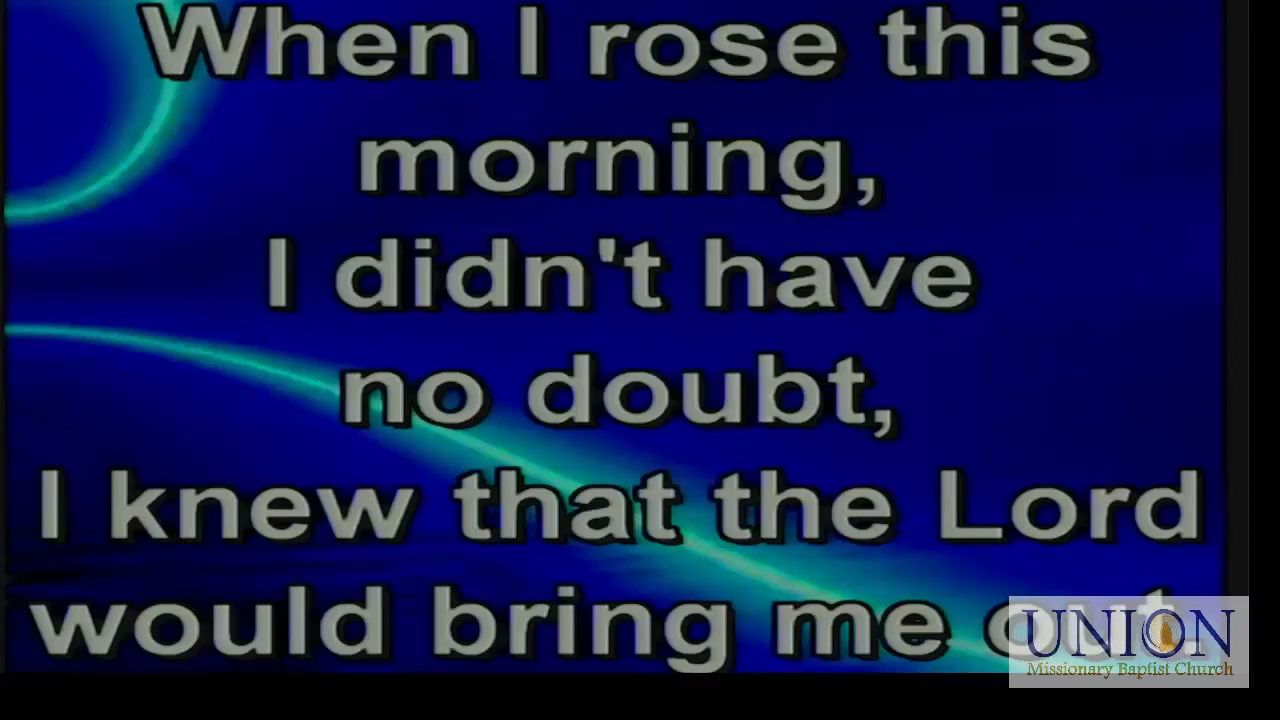 When I rose this
morning,
I didn't have
no doubt,
I knew that the Lord
would bring me out.
UNION
Missionary Baptist Church